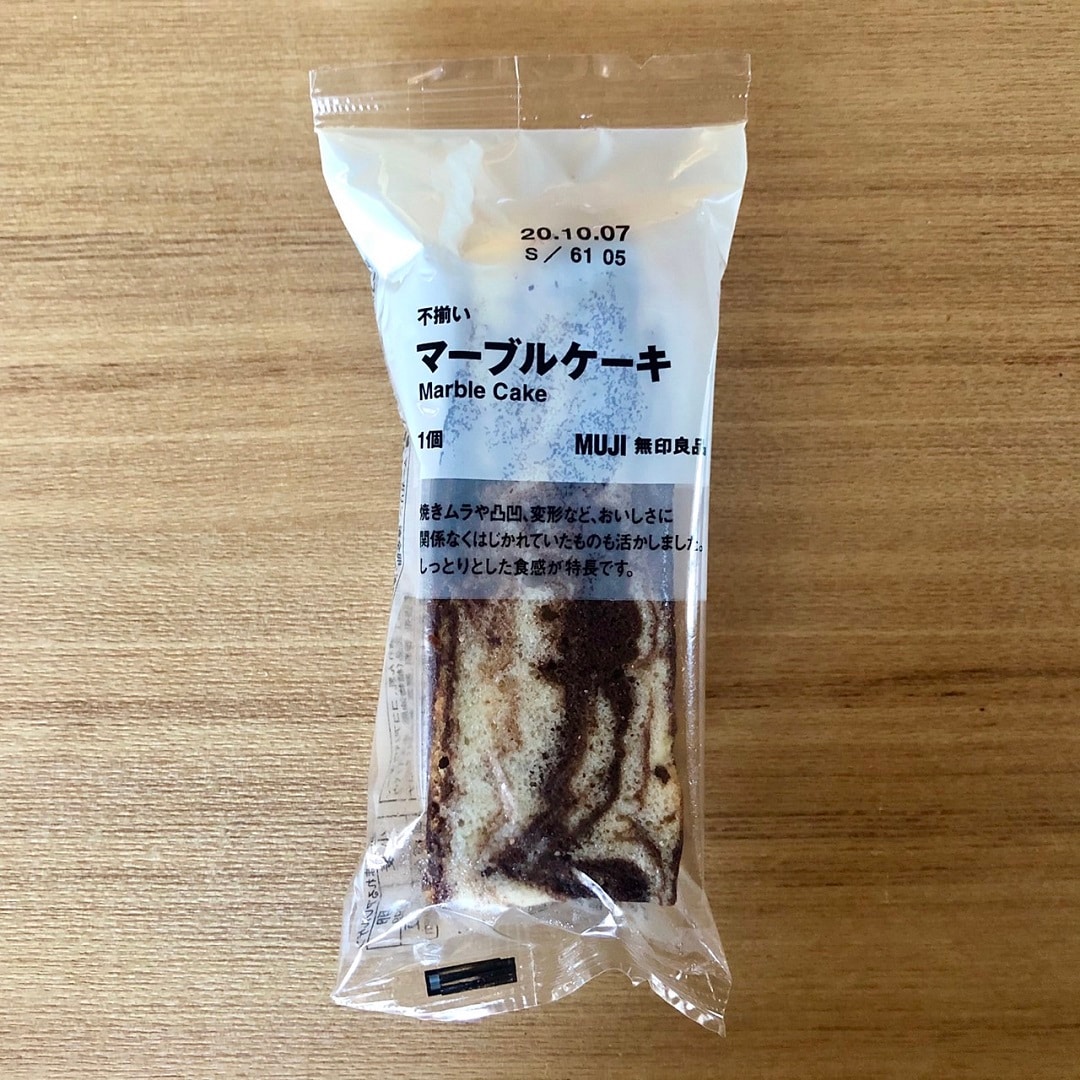 20.10.07
S／61 05
不揃い
マーブルケーキ
Marble Cake
1個
MUJI 無印良品
焼きムラや凸凹、変形など、おいしさに
関係なくはじかれていたものも活かしました。
しっとりとした食感が特長です。